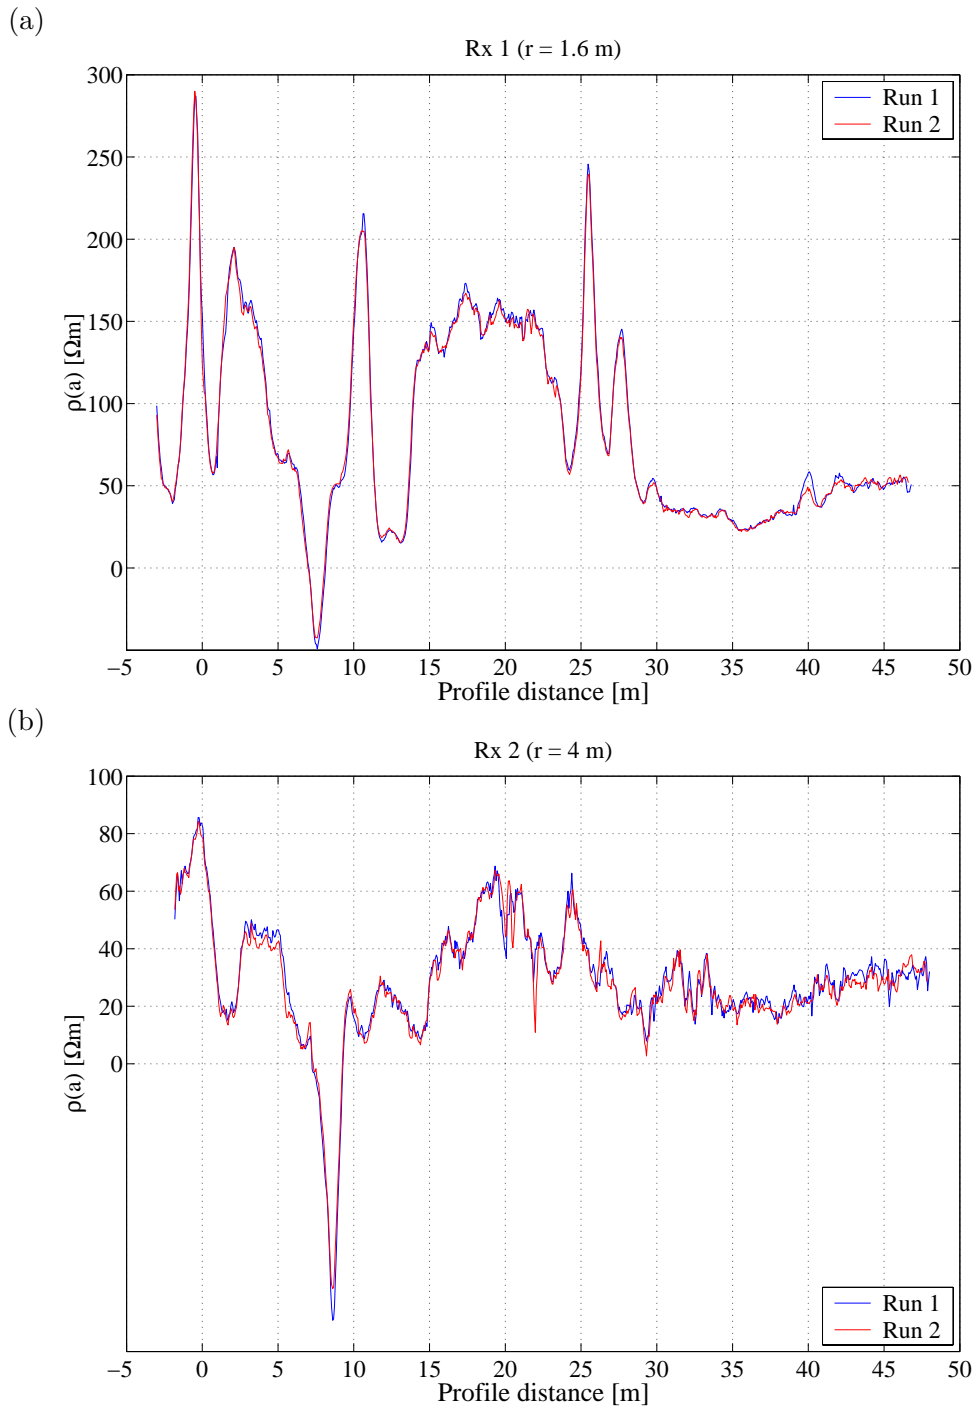 (a)
Rx 1 (r = 1.6 m)
300
250
200
150
100
50
0
ρ(a) [Ωm]
Run 1
Run 2
−5 0 5 10 15 20 25 30 35 40 45 50
Profile distance [m]
(b)
Rx 2 (r = 4 m)
100
80
60
40
20
0
ρ(a) [Ωm]
Run 1
Run 2
−5 0 5 10 15 20 25 30 35 40 45 50
Profile distance [m]